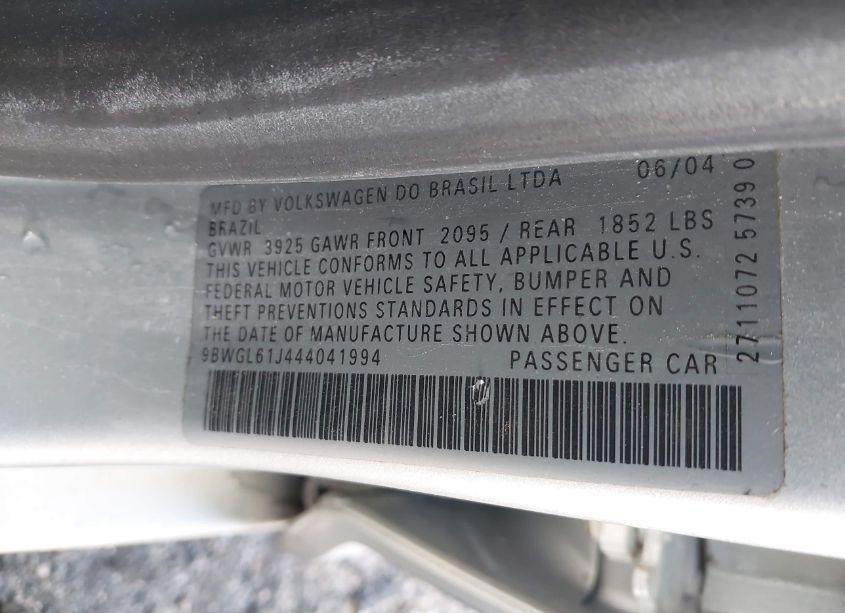 MFD BY VOLKSWAGEN DO BRASIL LTDA 06/04
BRAZIL
GVWR 3925 GAWR FRONT 2095 / REAR 1852 LBS
THIS VEHICLE CONFORMS TO ALL APPLICABLE U.S.
FEDERAL MOTOR VEHICLE SAFETY, BUMPER AND
THEFT PREVENTIONS STANDARDS IN EFFECT ON
THE DATE OF MANUFACTURE SHOWN ABOVE.
9BWGL61J444041994 PASSENGER CAR
2711072 5739 0